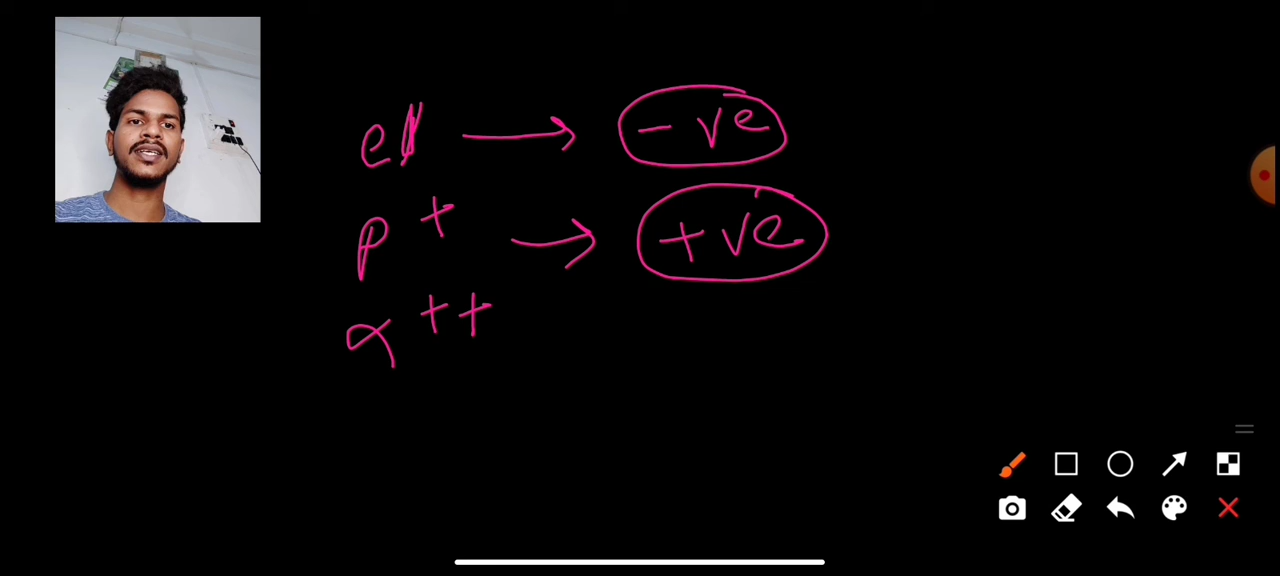 e → -ve
p + → +ve
α ++